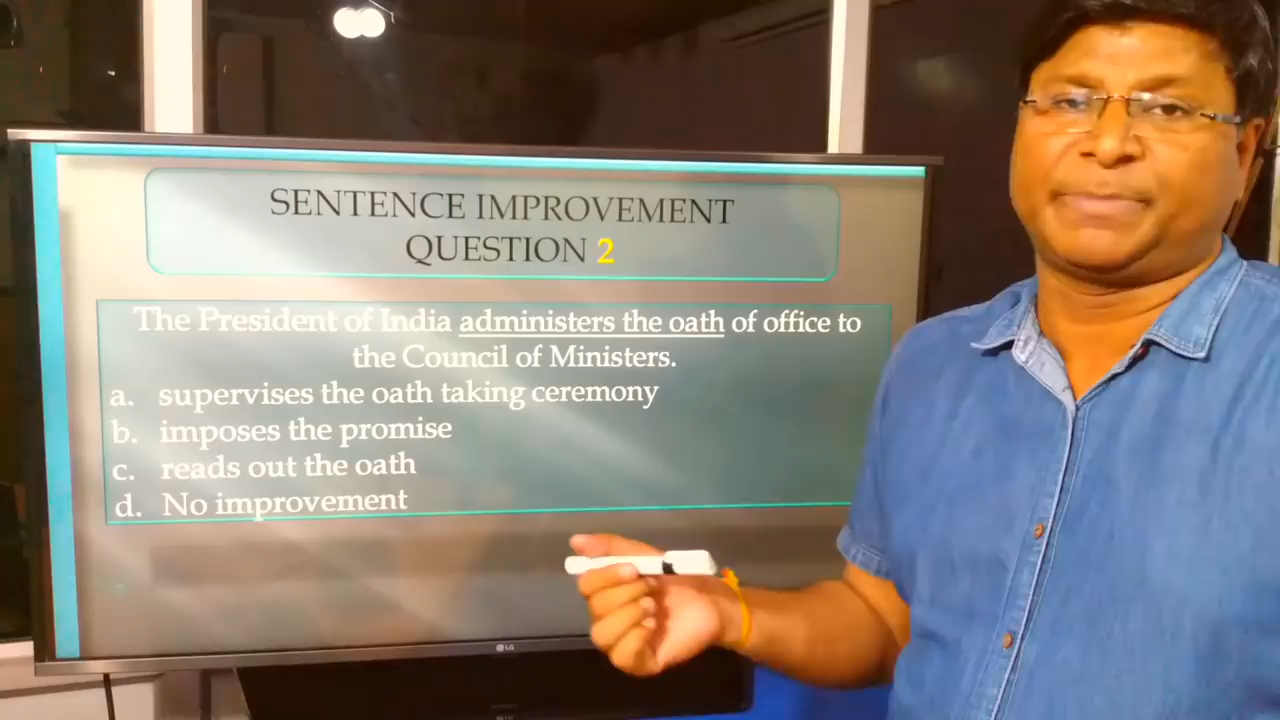 SENTENCE IMPROVEMENT
QUESTION 2
The President of India administers the oath of office to
the Council of Ministers.
a. supervises the oath taking ceremony
b. imposes the promise
c. reads out the oath
d. No improvement
LG